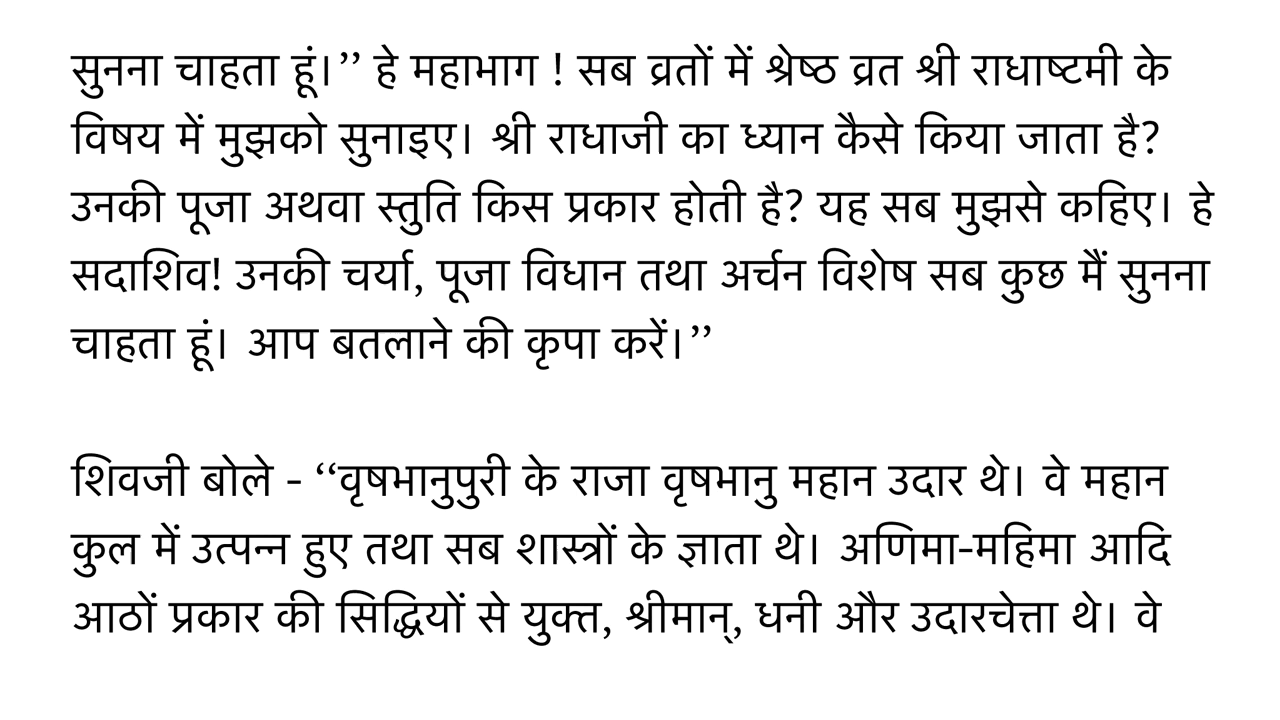 सुनना चाहता हूं।’’ हे महाभाग ! सब व्रतों में श्रेष्ठ व्रत श्री राधाष्टमी के
विषय में मुझको सुनाइए। श्री राधाजी का ध्यान कैसे किया जाता है?
उनकी पूजा अथवा स्तुति किस प्रकार होती है? यह सब मुझसे कहिए। हे
सदाशिव! उनकी चर्या, पूजा विधान तथा अर्चन विशेष सब कुछ मैं सुनना
चाहता हूं। आप बतलाने की कृपा करें।’’
शिवजी बोले - ‘‘वृषभानुपुरी के राजा वृषभानु महान उदार थे। वे महान
कुल में उत्पन्न हुए तथा सब शास्त्रों के ज्ञाता थे। अणिमा-महिमा आदि
आठों प्रकार की सिद्धियों से युक्त, श्रीमान्, धनी और उदारचेत्ता थे। वे